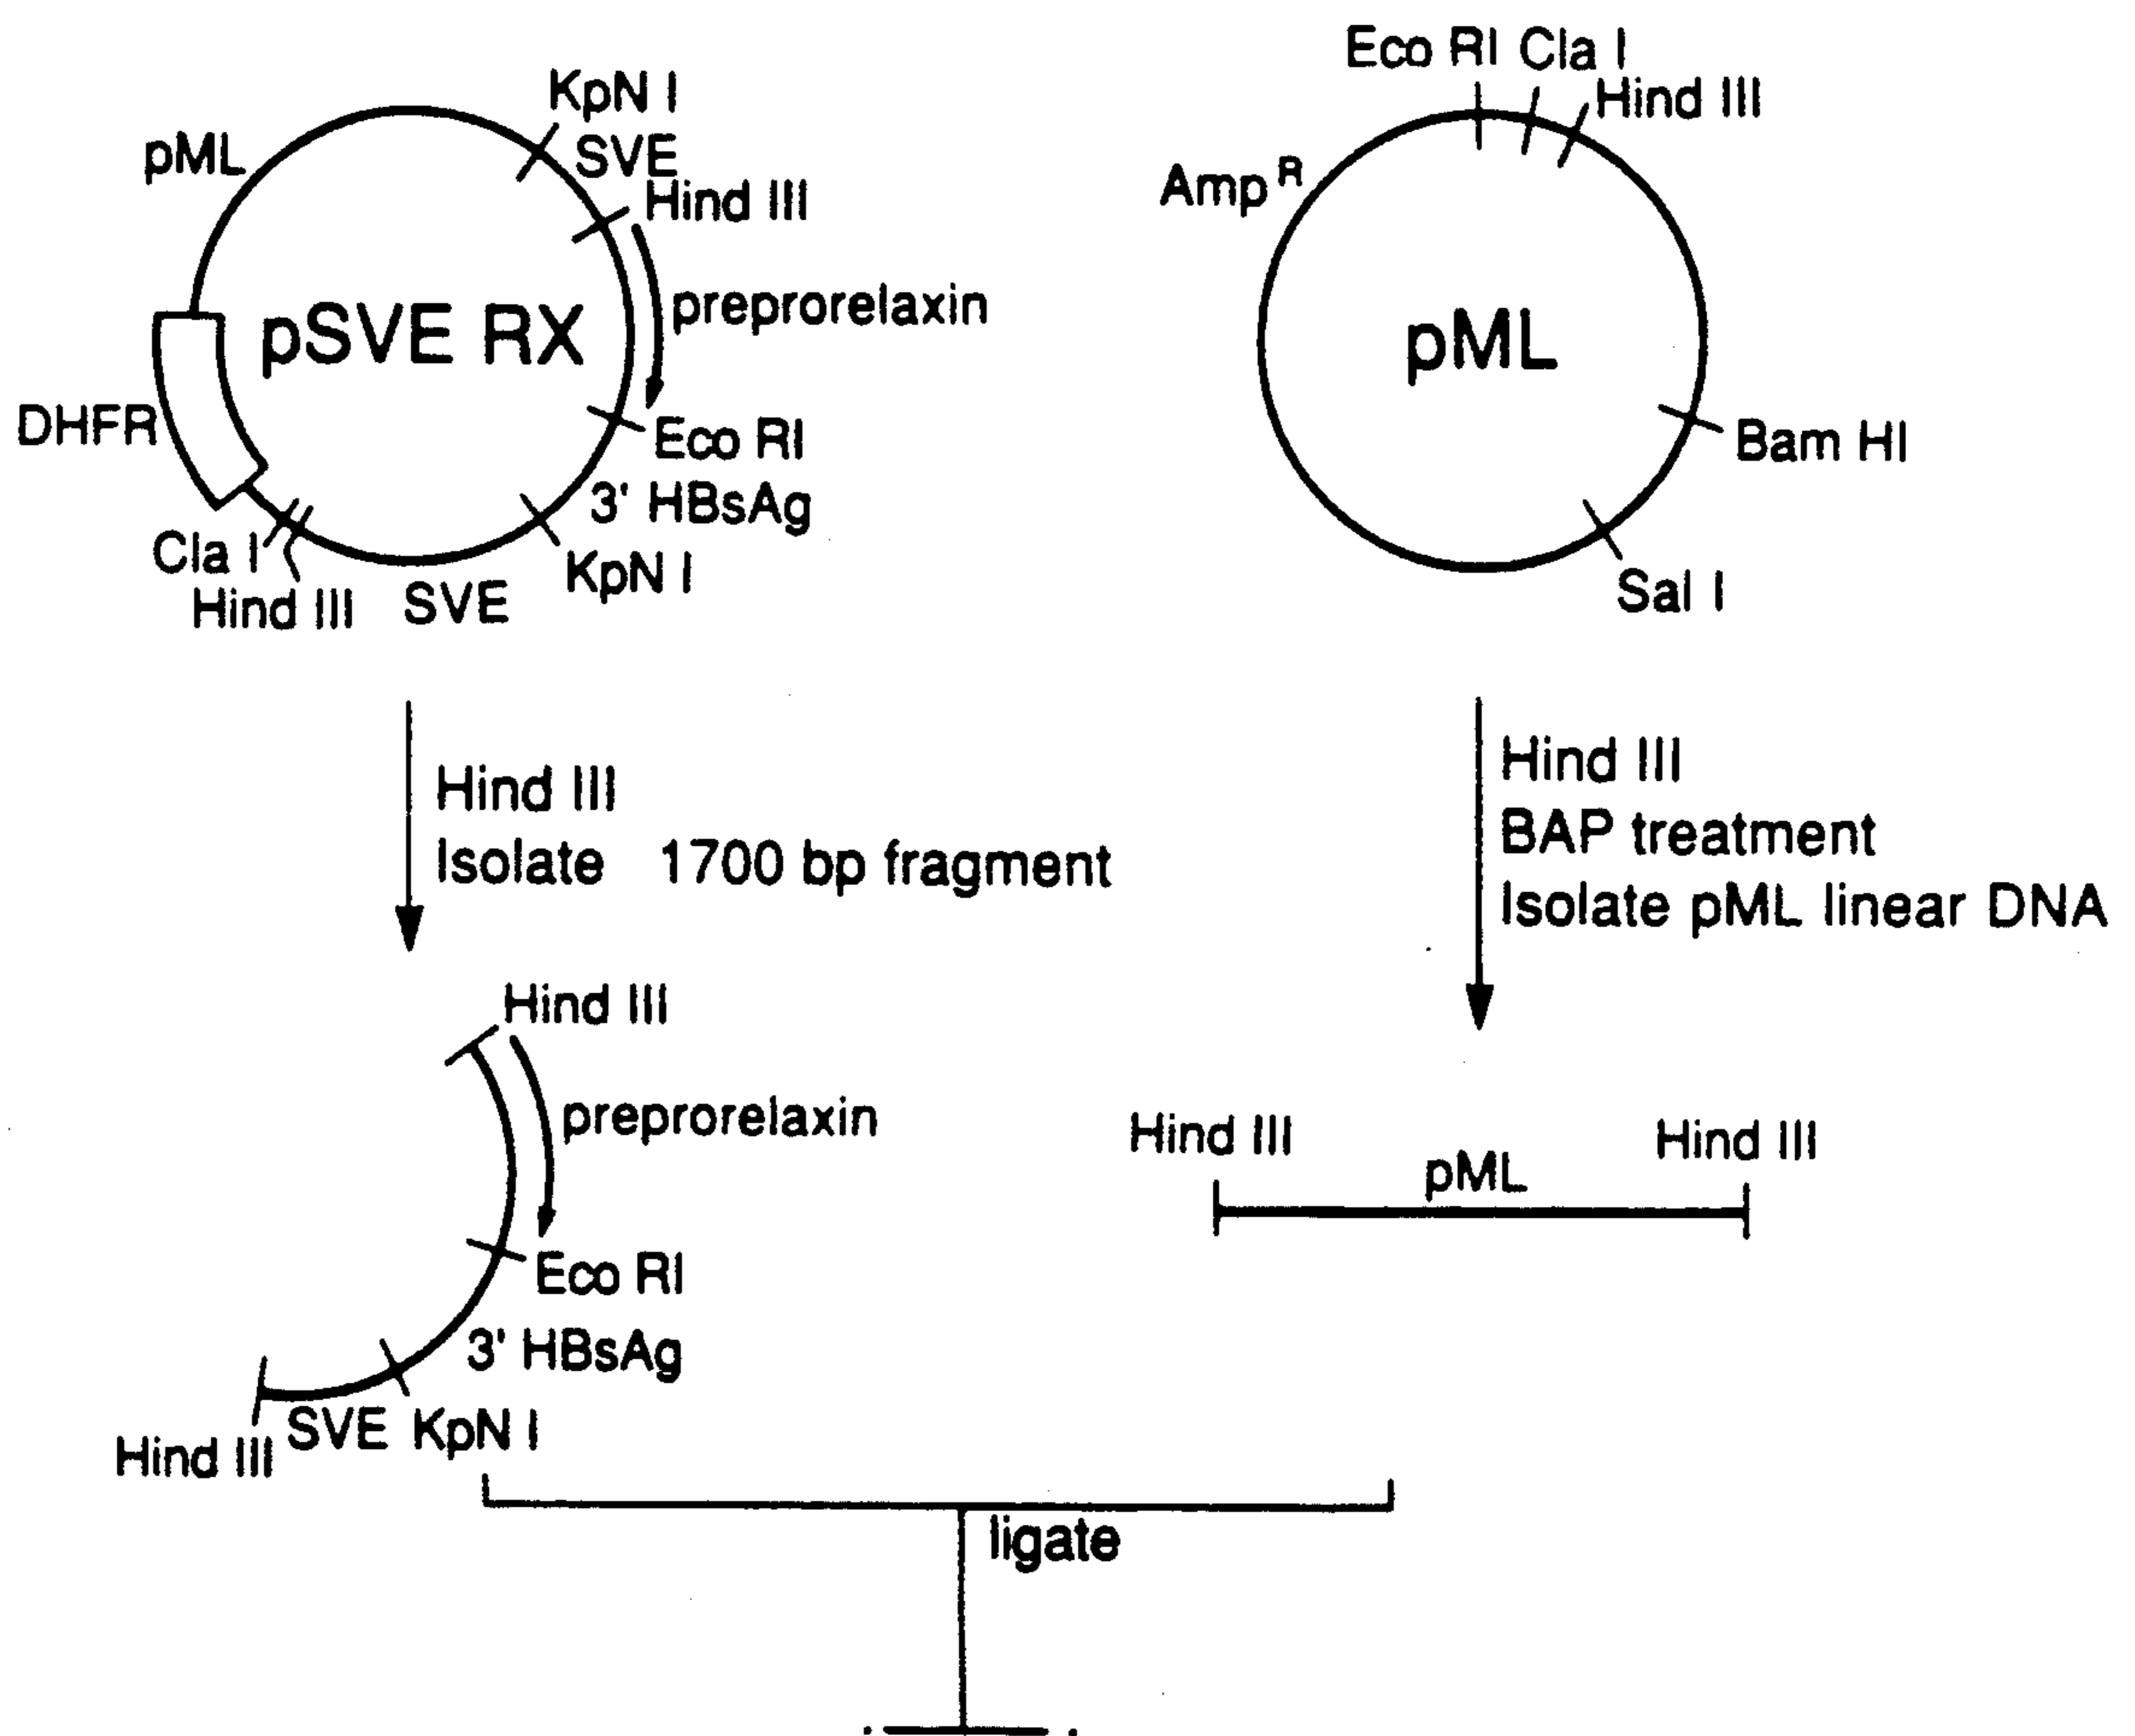 KpN I
SVE
Hind III
pML
pSVE RX
preprorelaxin
DHFR
Eco RI
3' HBsAg
KpN I
Cla I
Hind III
SVE
Eco RI
Cla I
Hind III
Amp R
pML
Bam HI
Sal I
Hind III
Isolate 1700 bp fragment
Hind III
BAP treatment
Isolate pML linear DNA
Hind III
preprorelaxin
Eco RI
3' HBsAg
KpN I
SVE
Hind III
Hind III
pML
Hind III
ligate